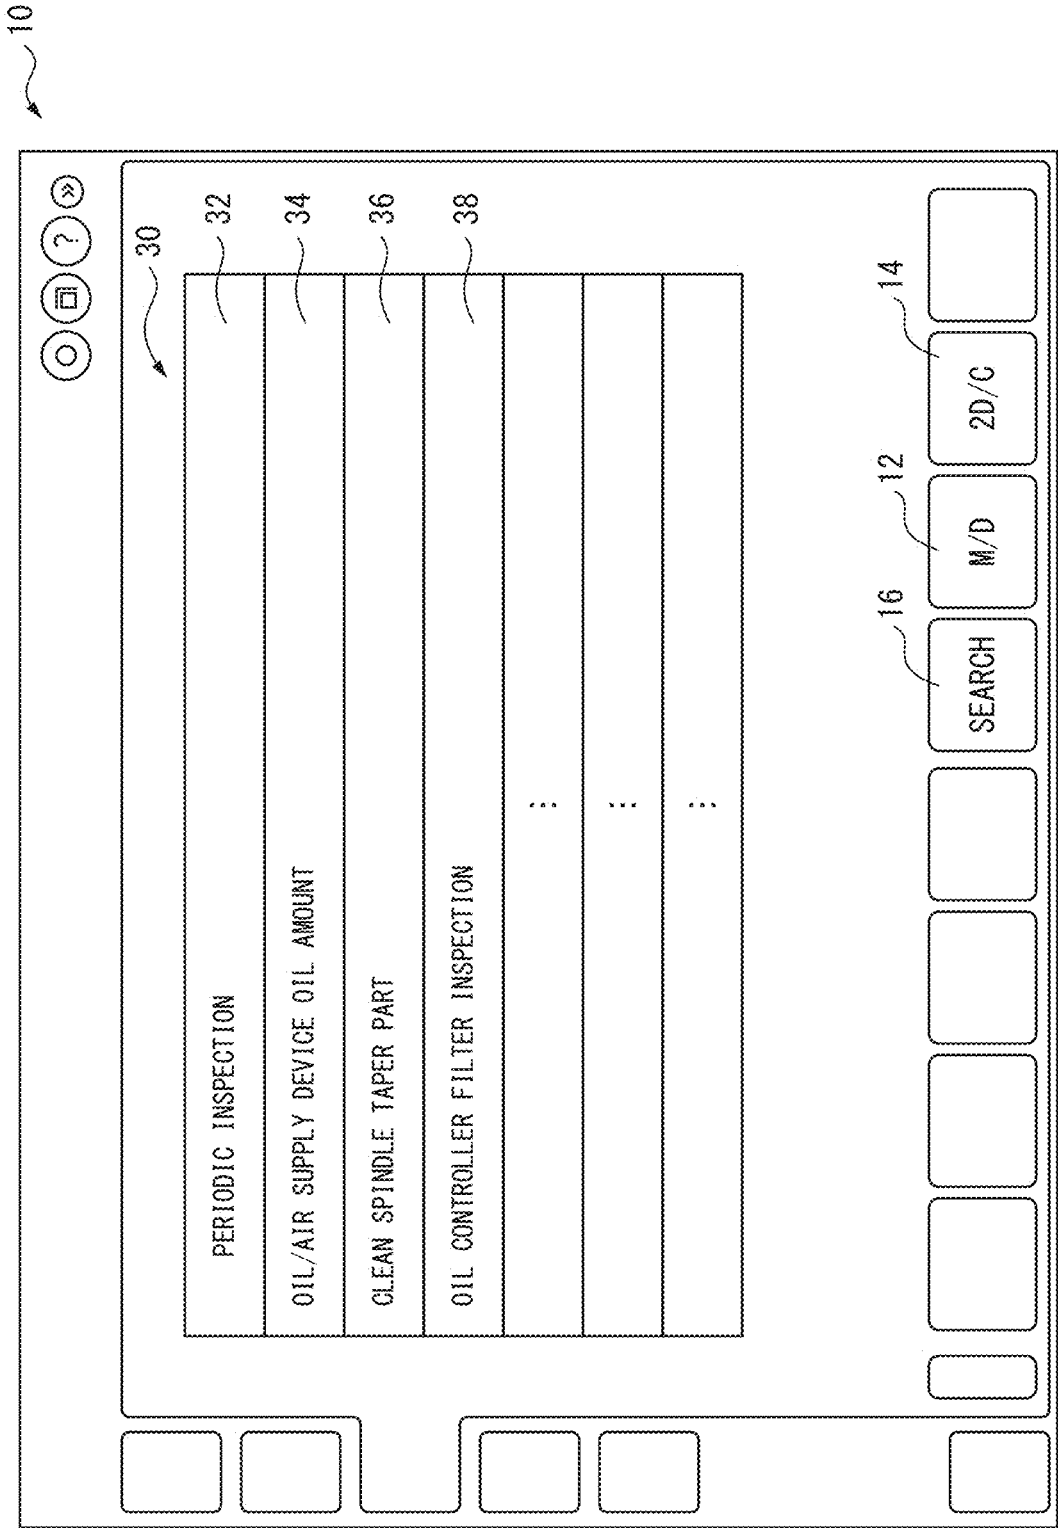 10
?
»
30
PERIODIC INSPECTION
32
OIL/AIR SUPPLY DEVICE OIL AMOUNT
34
CLEAN SPINDLE TAPER PART
36
OIL CONTROLLER FILTER INSPECTION
38
⋮
⋮
⋮
16
12
14
SEARCH
M/D
2D/C